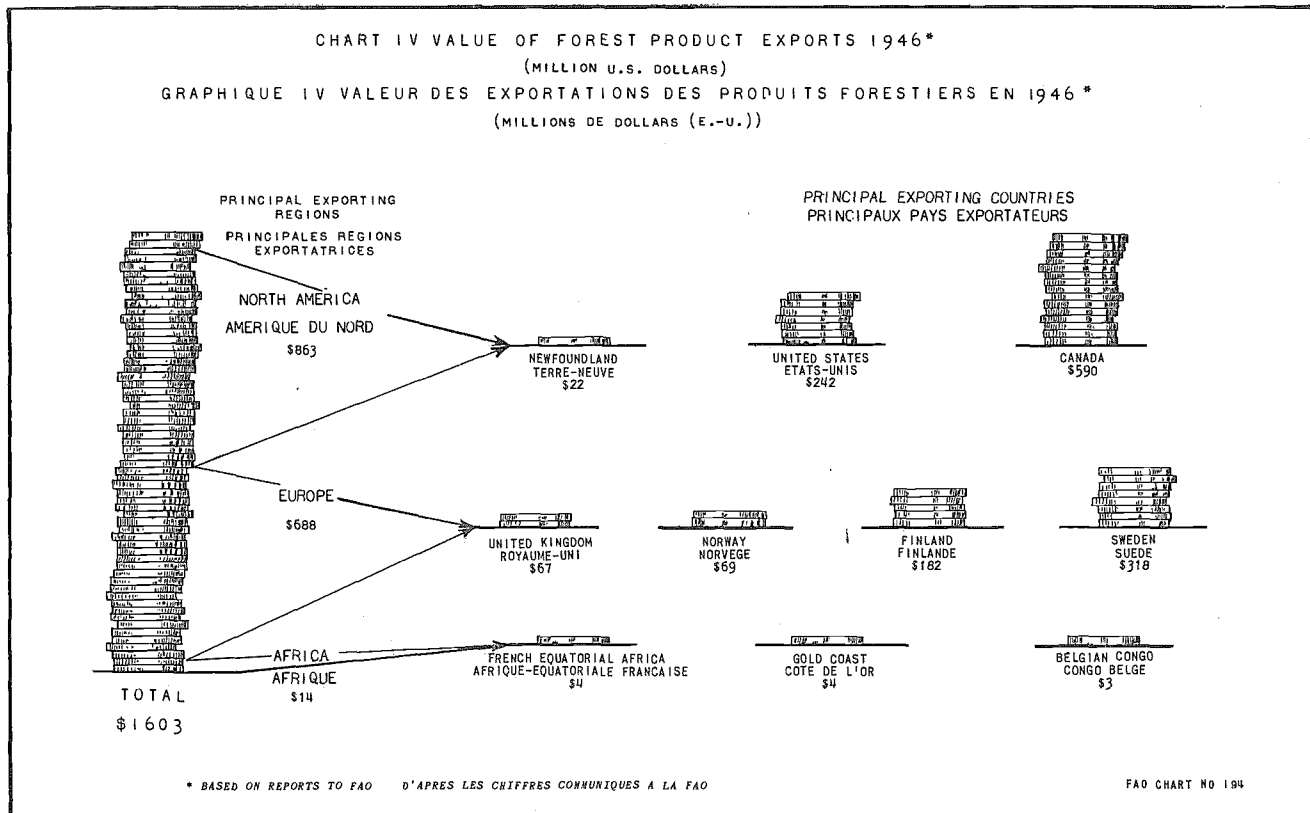 CHART IV VALUE OF FOREST PRODUCT EXPORTS 1946*
(MILLION U.S. DOLLARS)
GRAPHIQUE IV VALEUR DES EXPORTATIONS DES PRODUITS FORESTIERS EN 1946*
(MILLIONS DE DOLLARS (E.-U.))
PRINCIPAL EXPORTING
REGIONS
PRINCIPALES REGIONS
EXPORTATRICES
PRINCIPAL EXPORTING COUNTRIES
PRINCIPAUX PAYS EXPORTATEURS
NORTH AMERICA
AMERIQUE DU NORD
$863
NEWFOUNDLAND
TERRE-NEUVE
$22
UNITED STATES
ETATS-UNIS
$242
CANADA
$590
EUROPE
$688
UNITED KINGDOM
ROYAUME-UNI
$67
NORWAY
NORVEGE
$69
FINLAND
FINLANDE
$182
SWEDEN
SUEDE
$318
AFRICA
AFRIQUE
$14
FRENCH EQUATORIAL AFRICA
AFRIQUE-EQUATORIALE FRANCAISE
$4
GOLD COAST
COTE DE L'OR
$4
BELGIAN CONGO
CONGO BELGE
$3
TOTAL
$1603
* BASED ON REPORTS TO FAO D'APRES LES CHIFFRES COMMUNIQUES A LA FAO
FAO CHART NO 194